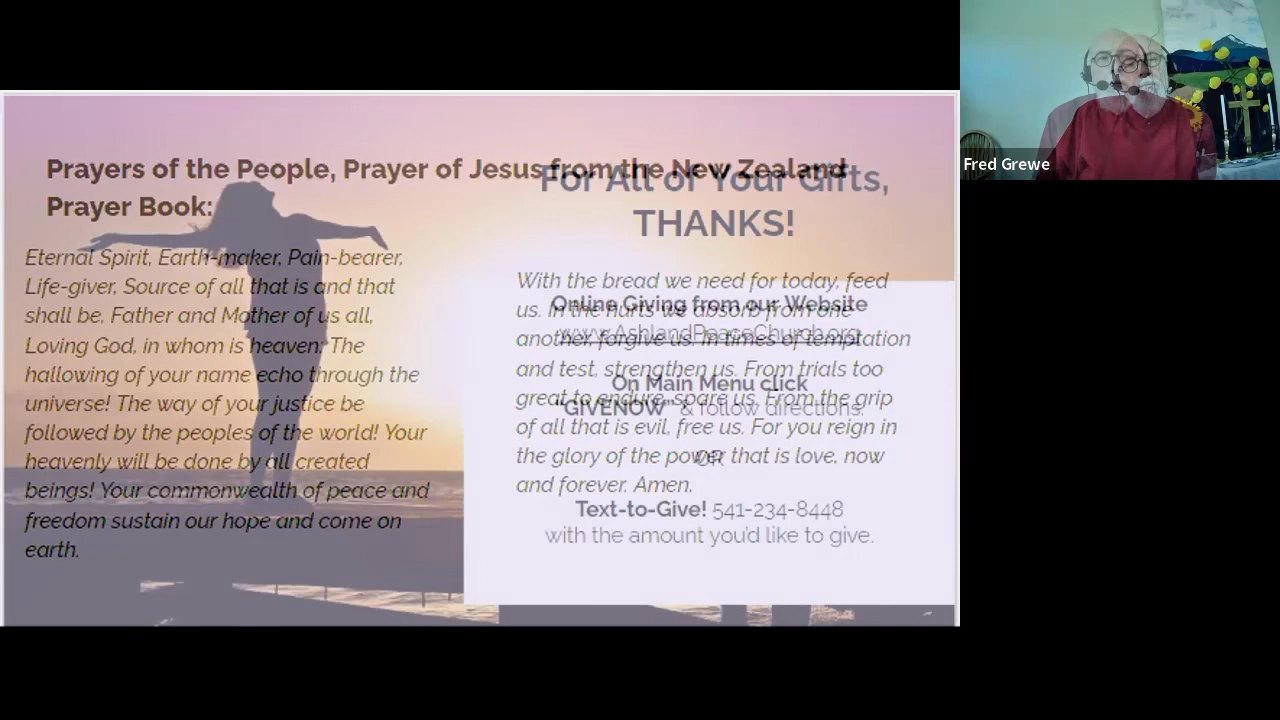 Prayers of the People, Prayer of Jesus from the New Zealand
Prayer Book:
Eternal Spirit, Earth-maker, Pain-bearer,
Life-giver, Source of all that is and that
shall be, Father and Mother of us all,
Loving God, in whom is heaven: The
hallowing of your name echo through the
universe! The way of your justice be
followed by the peoples of the world! Your
heavenly will be done by all created
beings! Your commonwealth of peace and
freedom sustain our hope and come on
earth.
With the bread we need for today, feed
us. In the hurts we absorb from one
another, forgive us. In times of temptation
and test, strengthen us. From trials too
great to endure, spare us. From the grip
of all that is evil, free us. For you reign in
the glory of the power that is love, now
and forever. Amen.
For All of Your Gifts,
THANKS!
Online Giving from our Website
www.AshlandPeaceChurch.org
On Main Menu click
"GIVENOW" & follow directions.
OR
Text-to-Give! 541-234-8448
with the amount you'd like to give.
Fred Grewe